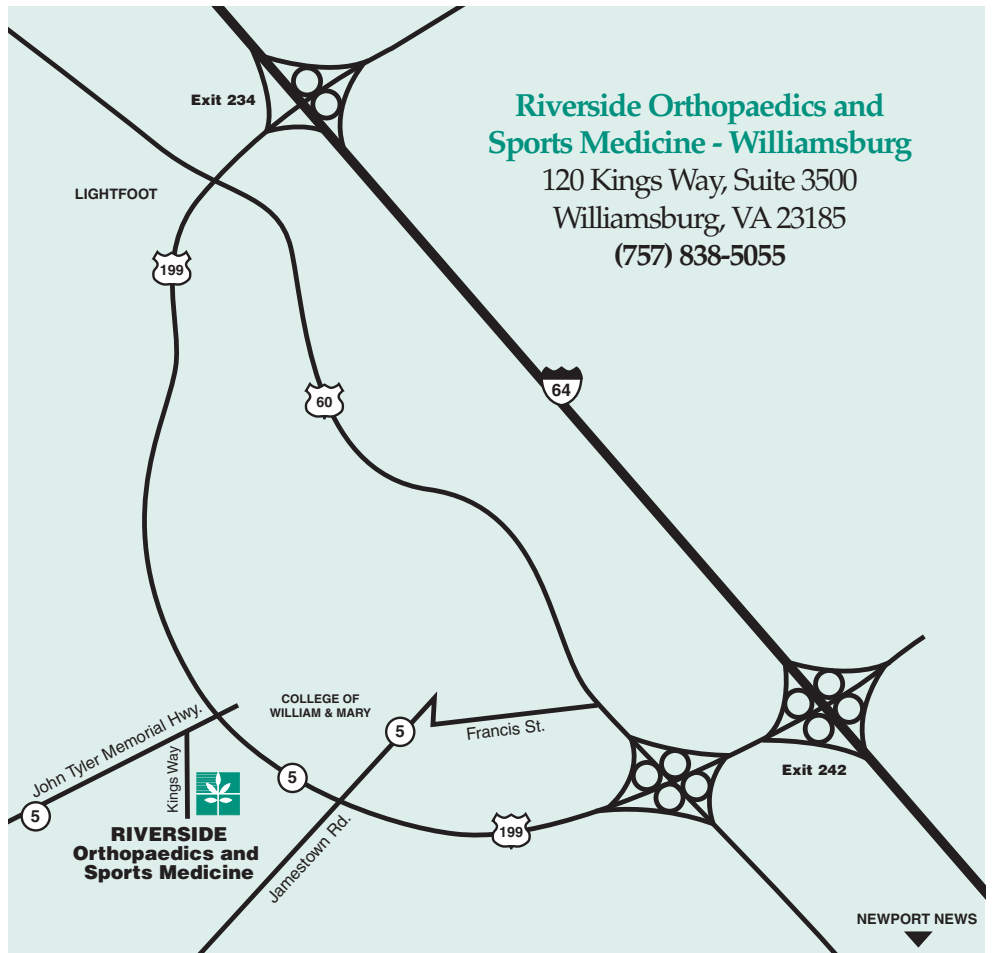 Exit 234
Riverside Orthopaedics and
Sports Medicine - Williamsburg
120 Kings Way, Suite 3500
Williamsburg, VA 23185
(757) 838-5055
LIGHTFOOT
199
60
64
COLLEGE OF
WILLIAM & MARY
5
Francis St.
John Tyler Memorial Hwy.
Kings Way
5
5
Exit 242
RIVERSIDE
Orthopaedics and
Sports Medicine
Jamestown Rd.
199
NEWPORT NEWS